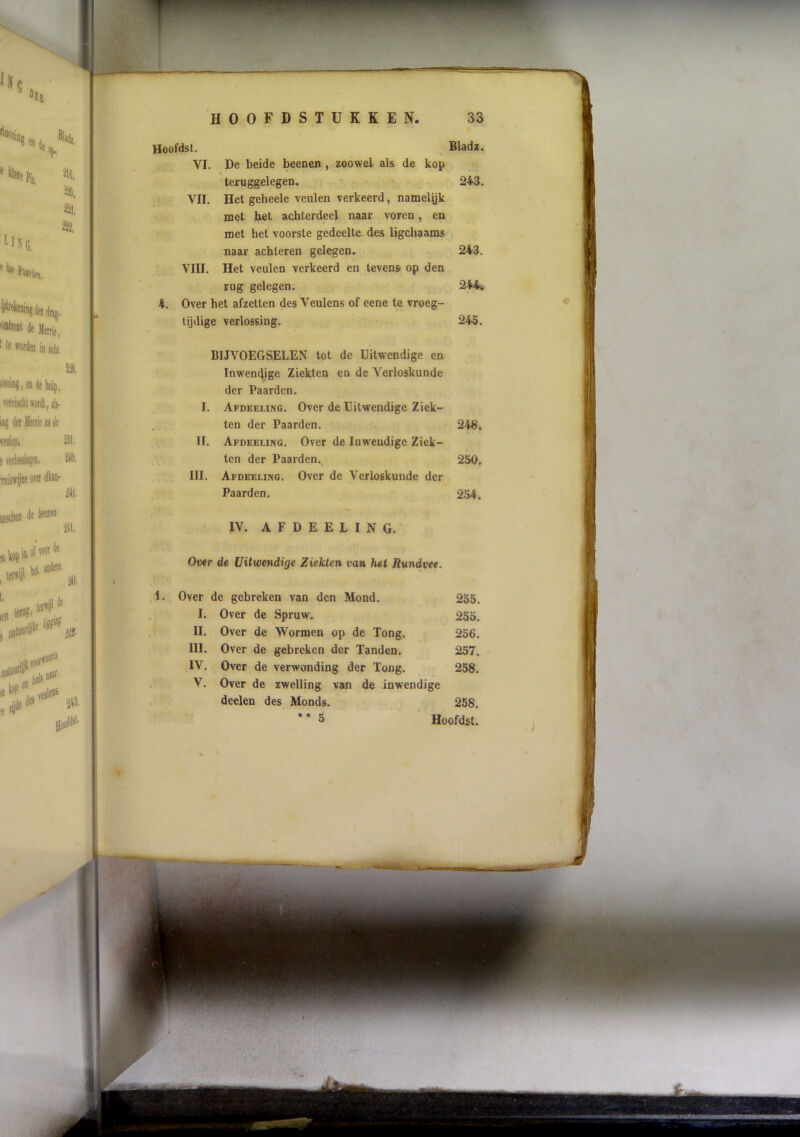 HOOFDSTUKKEN. 33
Hoofdst. Bladz.
VI. De beide beenen, zoowel als de kop
teruggelegen. 243.
VII. Het geheele veulen verkeerd, namelijk
met het achterdeel naar voren, en
met het voorste gedeelte des ligchaams
naar achteren gelegen. 243.
VIII. Het veulen verkeerd en tevens op den
rug gelegen. 244.
4. Over het afzetten des Veulens of eene te vroeg-
tijdige verlossing. 245.
BIJVOEGSELEN tot de Uitwendige en
Inwendige Ziekten en de Verloskunde
der Paarden.
I. AFDEELING. Over de Uitwendige Ziek-
ten der Paarden. 248.
II. AFDEELING. Over de Inwendige Ziek-
ten der Paarden. 250.
III. AFDEELING. Over de Verloskunde der
Paarden. 254.
IV. AFDEELING.
Over de Uitwendige Ziekten van het Rundvee.
1. Over de gebreken van den Mond. 255.
I. Over de Spruw. 255.
II. Over de Wormen op de Tong. 256.
III. Over de gebreken der Tanden. 257.
IV. Over de verwonding der Tong. 258.
V. Over de zwelling van de inwendige
deelen des Monds. 258.
** 5 Hoofdst.